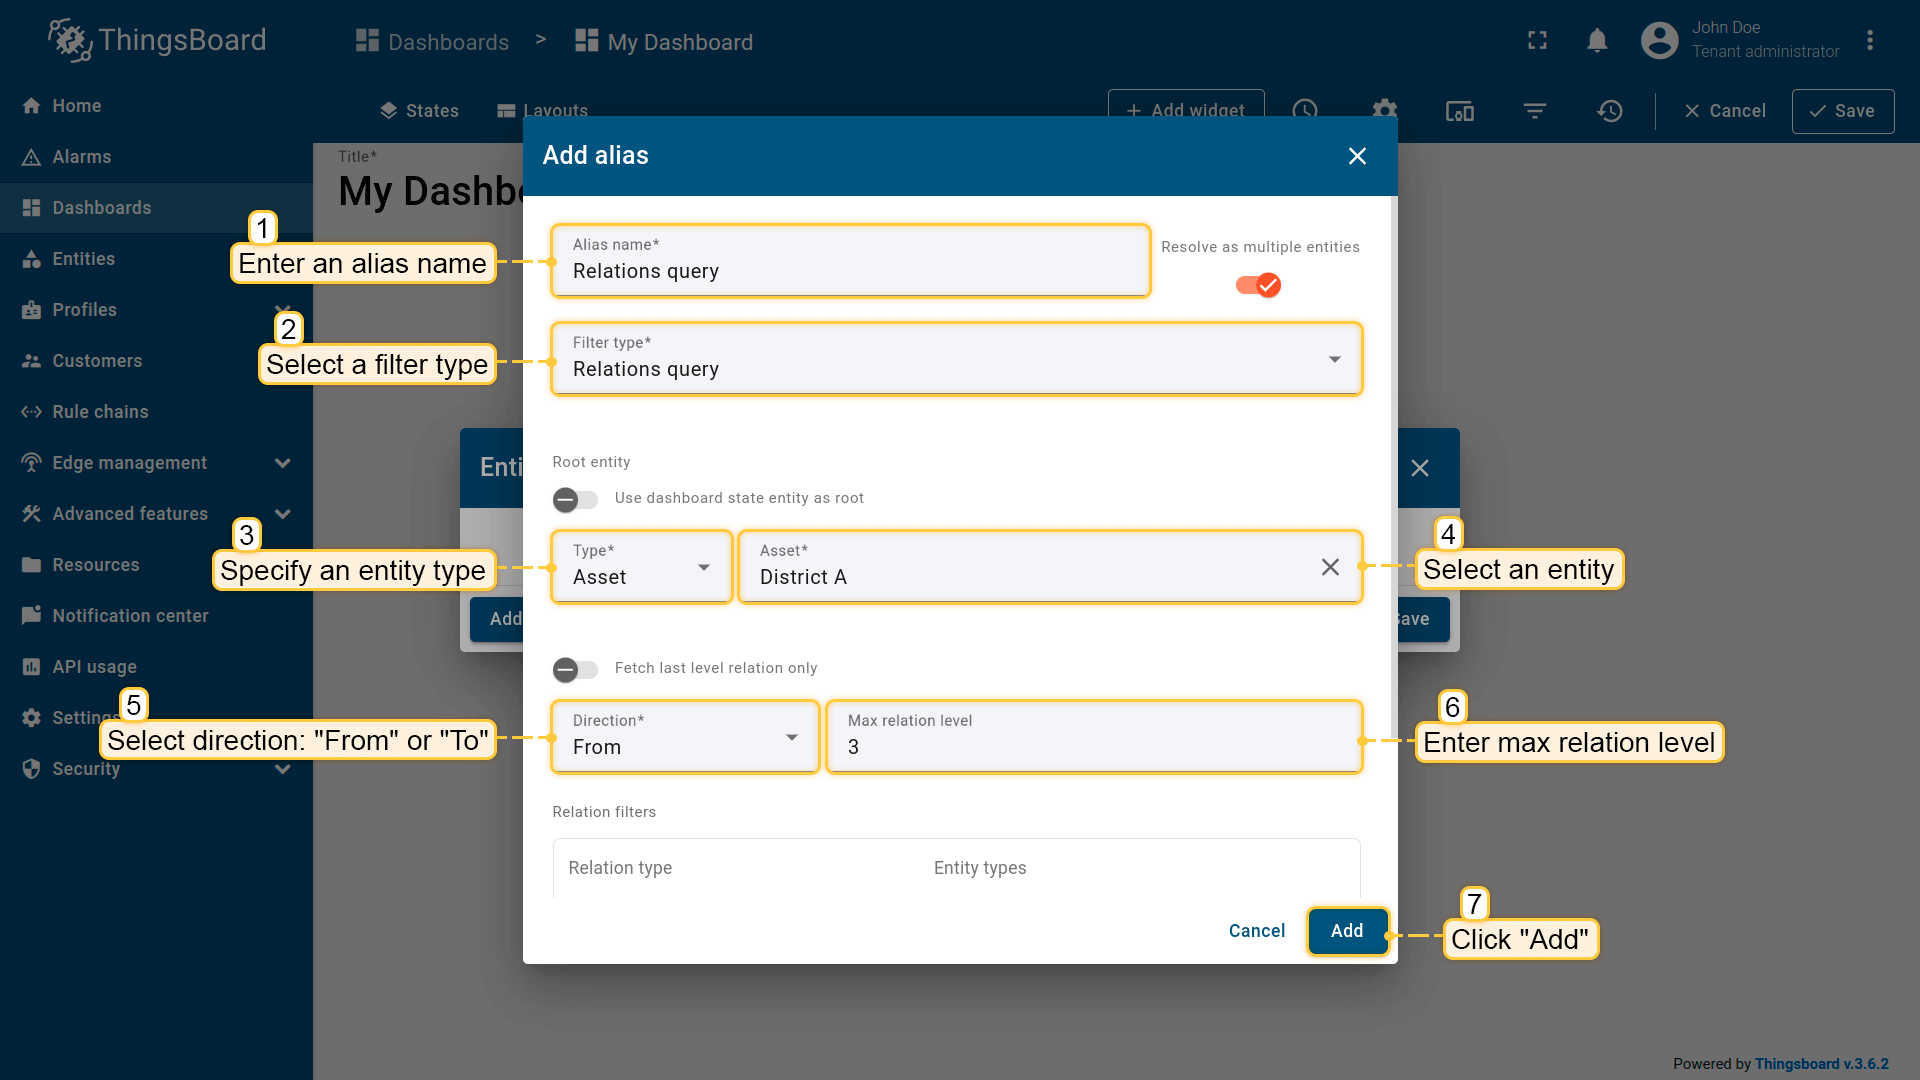 ThingsBoard
Dashboards > My Dashboard
John Doe
Tenant administrator
Home
Alarms
Dashboards
Entities
Profiles
Customers
Rule chains
Edge management
Advanced features
Resources
Notification center
API usage
Settings
Security
States
Layouts
+ Add widget
Cancel
Save
Title*
My Dashbo
Enti
Add
Save
Add alias
1
Enter an alias name
Alias name*
Relations query
Resolve as multiple entities
2
Select a filter type
Filter type*
Relations query
Root entity
Use dashboard state entity as root
3
Specify an entity type
Type*
Asset
Asset*
District A
4
Select an entity
Fetch last level relation only
5
Select direction: "From" or "To"
Direction*
From
Max relation level
3
6
Enter max relation level
Relation filters
Relation type
Entity types
Cancel
Add
7
Click "Add"
Powered by Thingsboard v.3.6.2